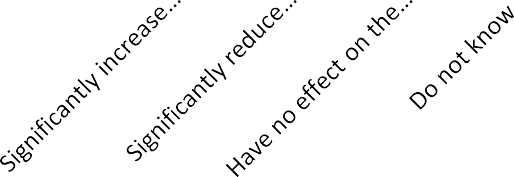 Significantly increase...
Significantly reduce...
Have no effect on the...
Do not know